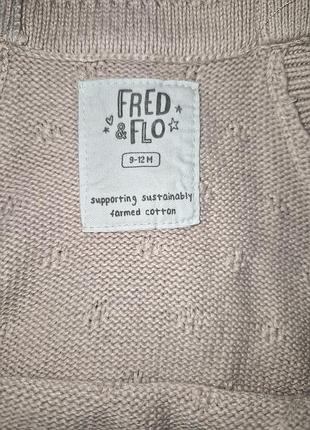 FRED
& FLO
9-12 M
supporting sustainably
farmed cotton